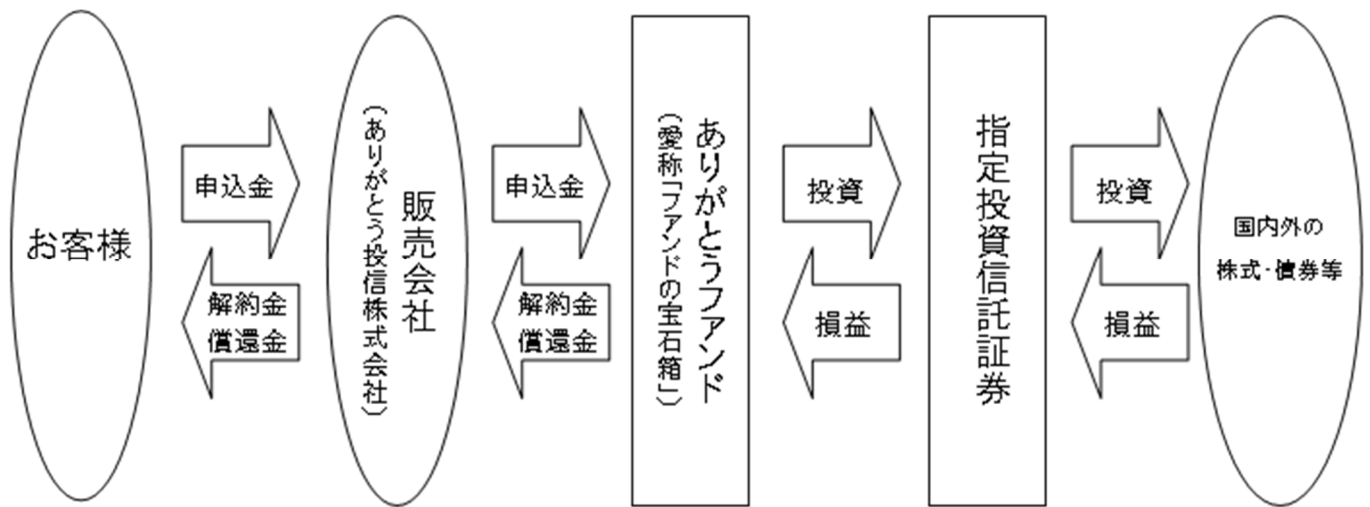 お客様
申込金
解約金
償還金
販売会社
（ありがとう投信株式会社）
申込金
解約金
償還金
ありがとうファンド
（愛称「ファンドの宝石箱」）
投資
損益
指定投資信託証券
投資
損益
国内外の
株式・債券等